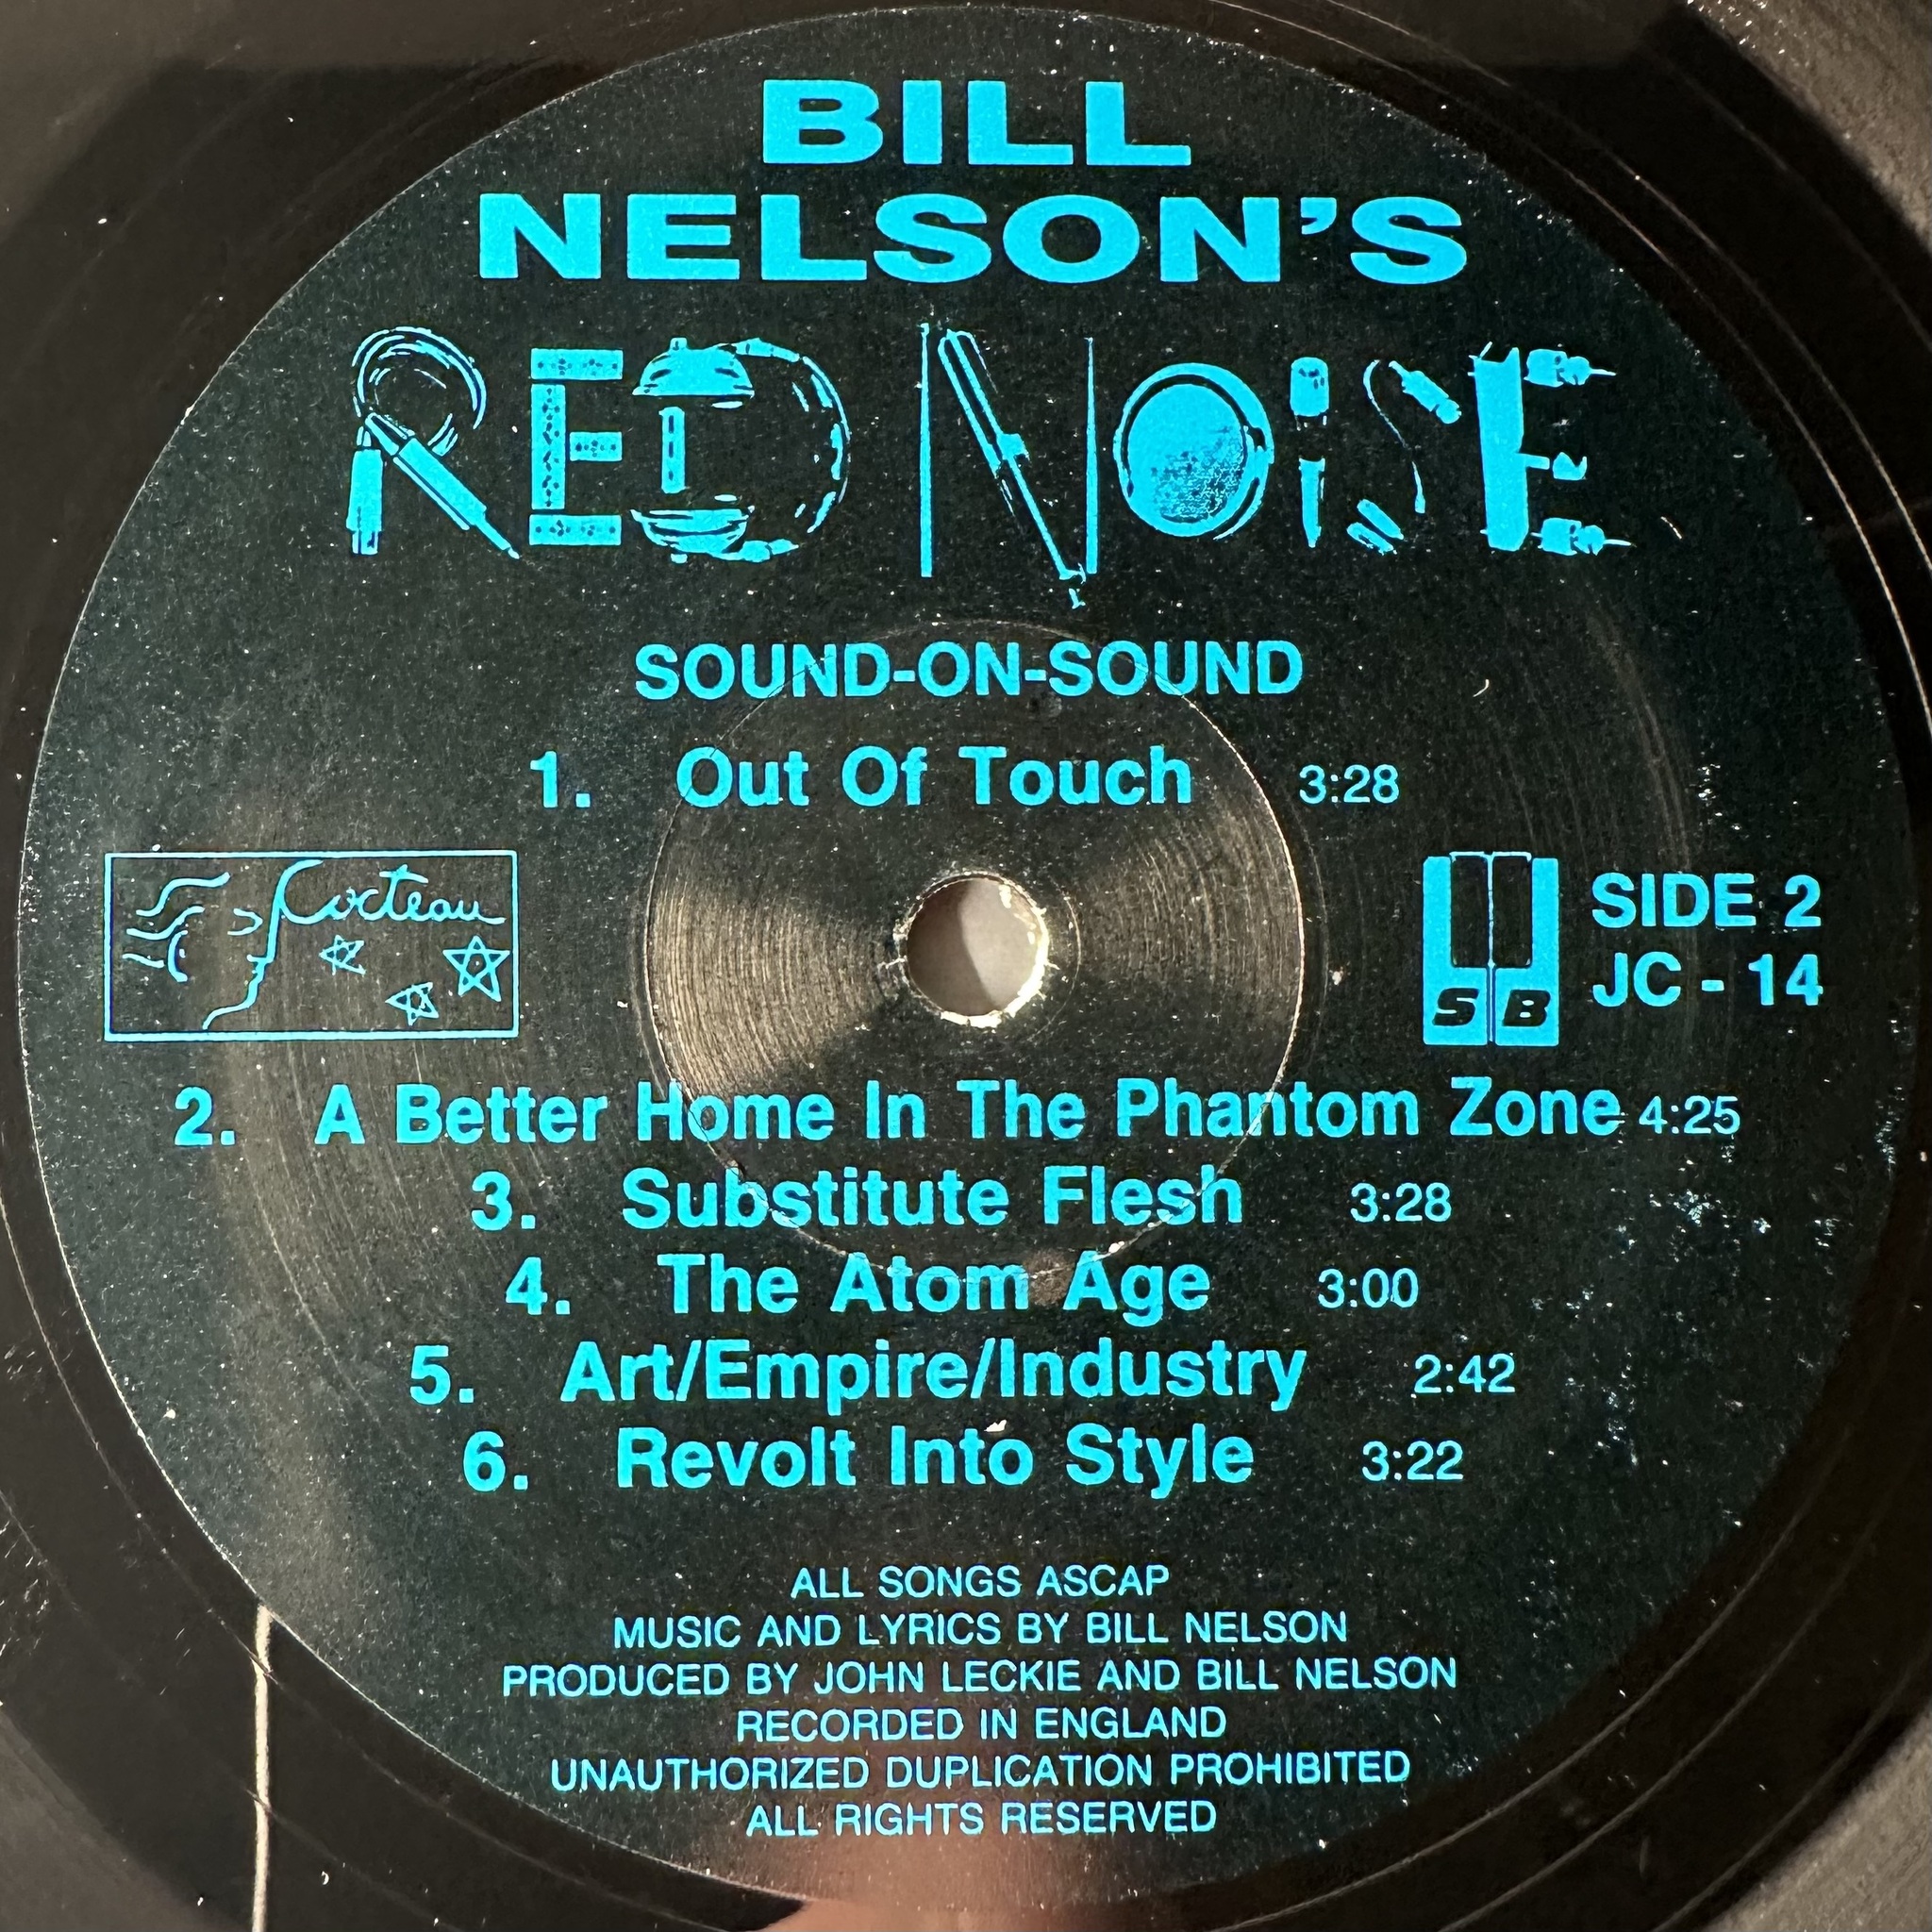 BILL
NELSON'S
RED NOISE
SOUND-ON-SOUND
1. Out Of Touch 3:28
Cocteau
SB
SIDE 2
JC - 14
2. A Better Home In The Phantom Zone 4:25
3. Substitute Flesh 3:28
4. The Atom Age 3:00
5. Art/Empire/Industry 2:42
6. Revolt Into Style 3:22
ALL SONGS ASCAP
MUSIC AND LYRICS BY BILL NELSON
PRODUCED BY JOHN LECKIE AND BILL NELSON
RECORDED IN ENGLAND
UNAUTHORIZED DUPLICATION PROHIBITED
ALL RIGHTS RESERVED